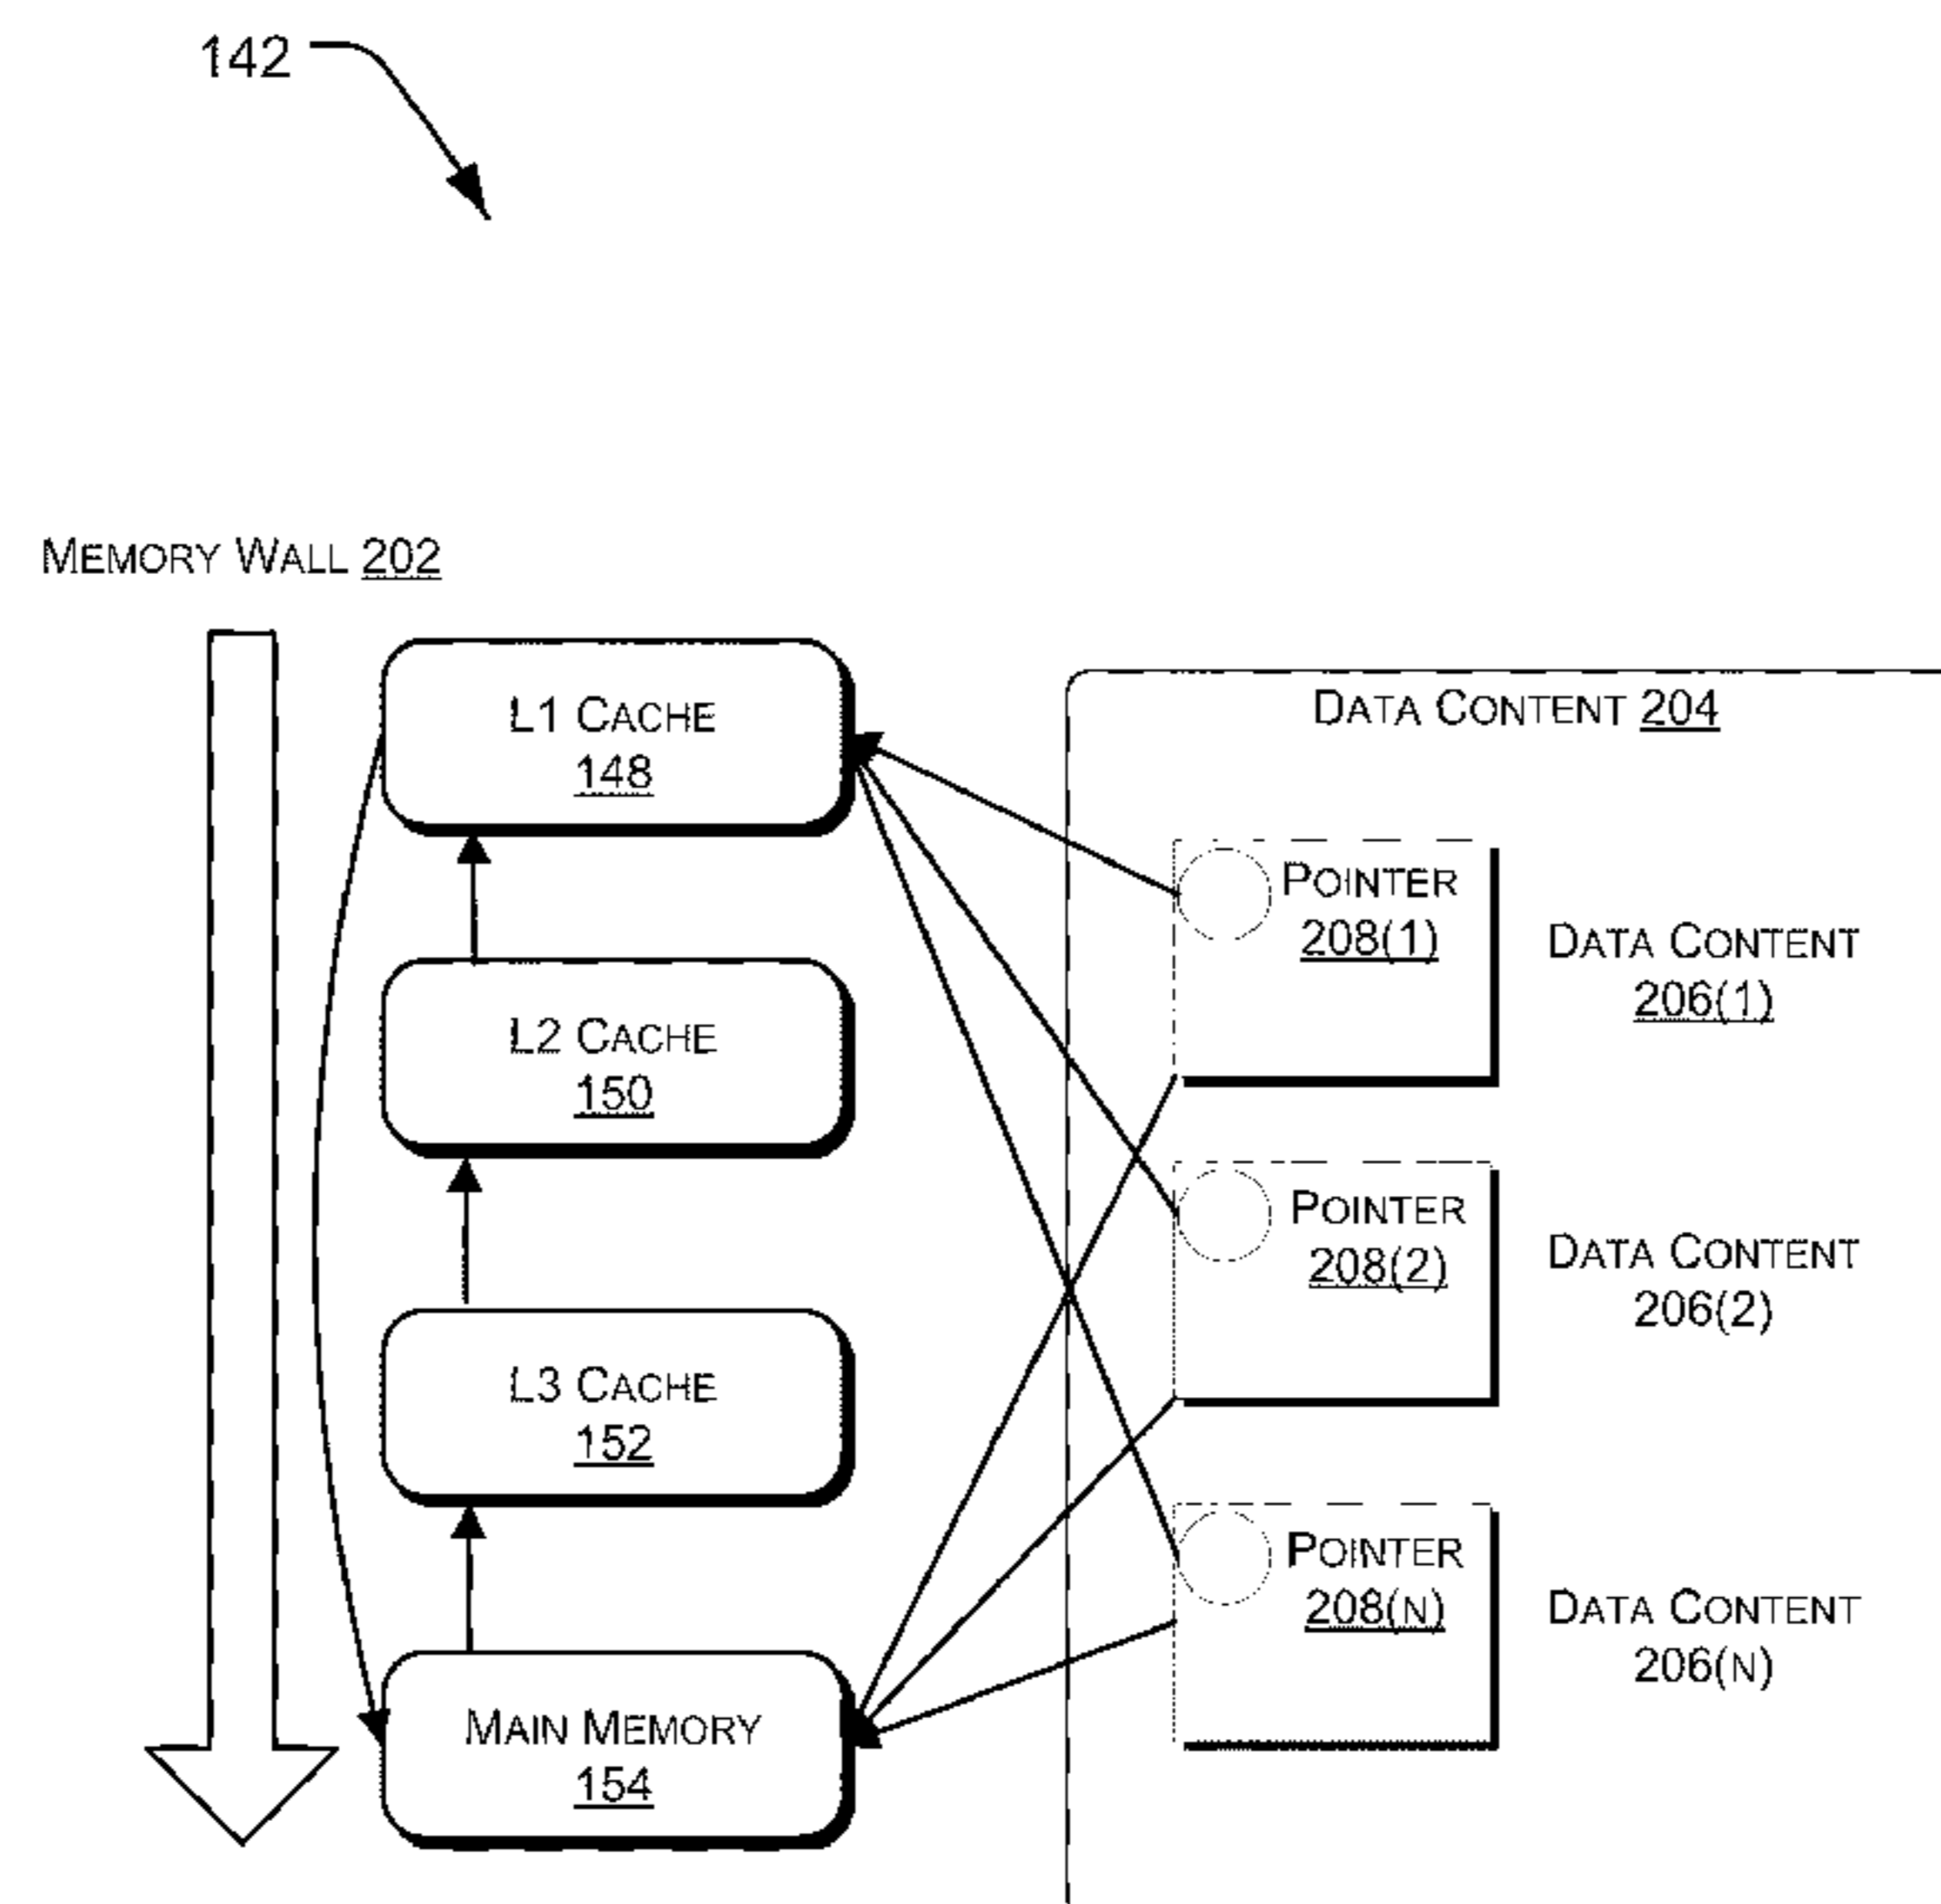 142
MEMORY WALL 202
L1 CACHE
148
L2 CACHE
150
L3 CACHE
152
MAIN MEMORY
154
DATA CONTENT 204
POINTER
208(1)
DATA CONTENT
206(1)
POINTER
208(2)
DATA CONTENT
206(2)
POINTER
208(N)
DATA CONTENT
206(N)